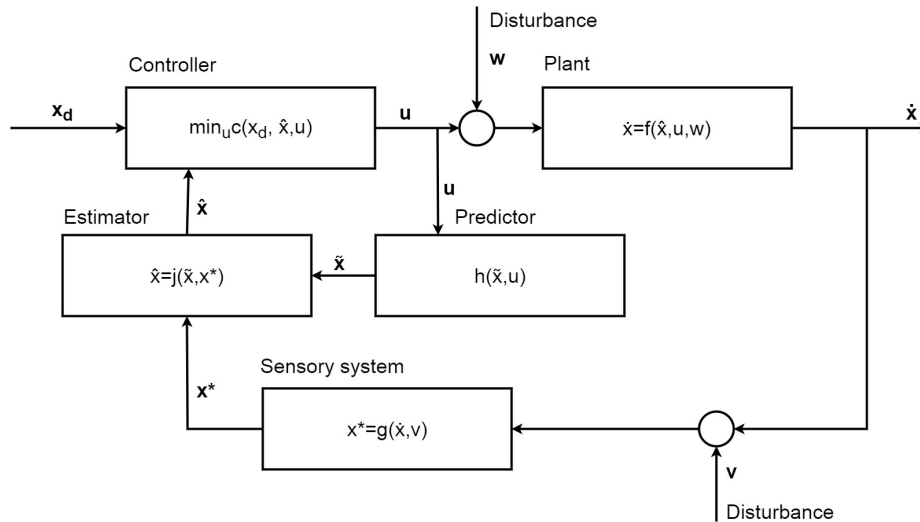 Disturbance
w
Controller
Plant
x_d
min_u c(x_d, x̂,u)
u
ẋ=f(x̂,u,w)
ẋ
u
x̂
Estimator
Predictor
x̂=j(x̃,x*)
x̃
h(x̃,u)
Sensory system
x*
x*=g(ẋ,v)
v
Disturbance